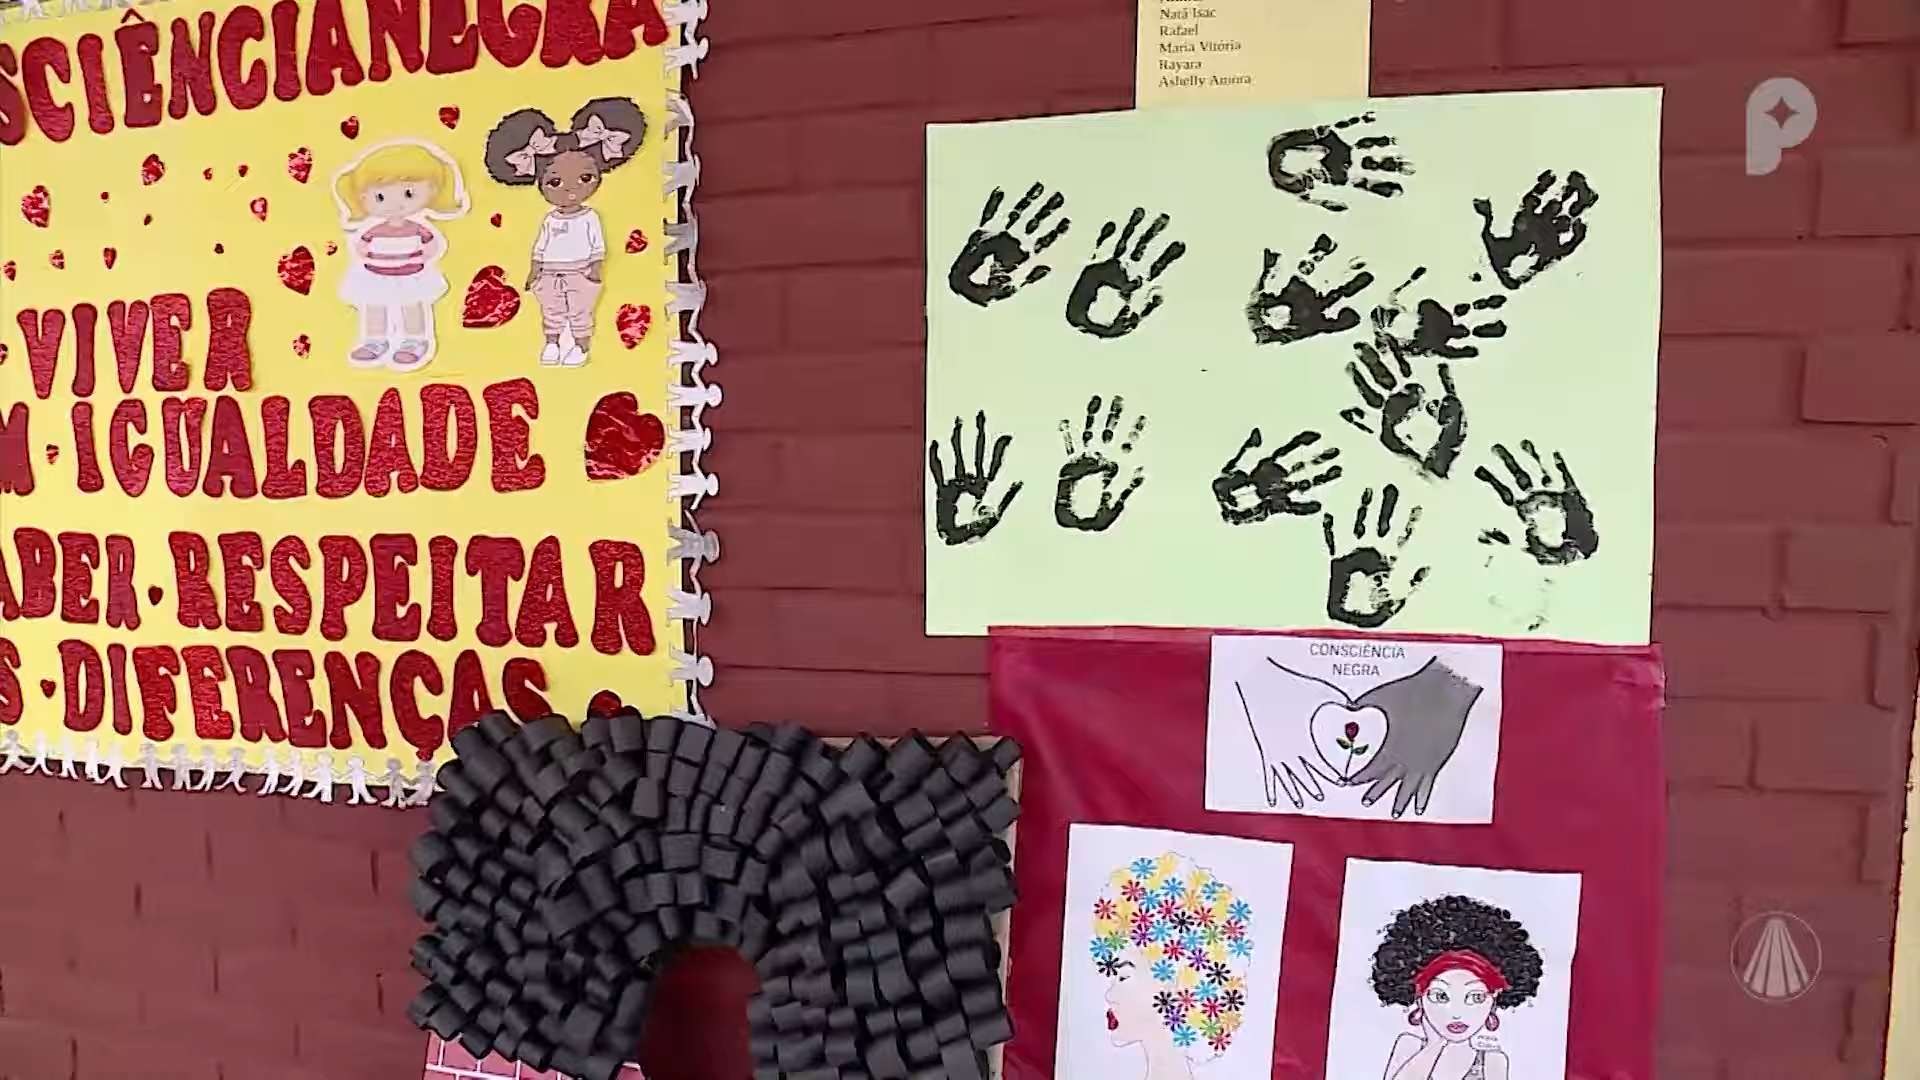 SCIÊNCIANEGRA
VIVER
M IGUALDADE
ABER RESPEITAR
S DIFERENÇAS
Natã Isac
Rafael
Maria Vitória
Rayara
Ashelly Amora
CONSCIÊNCIA
NEGRA